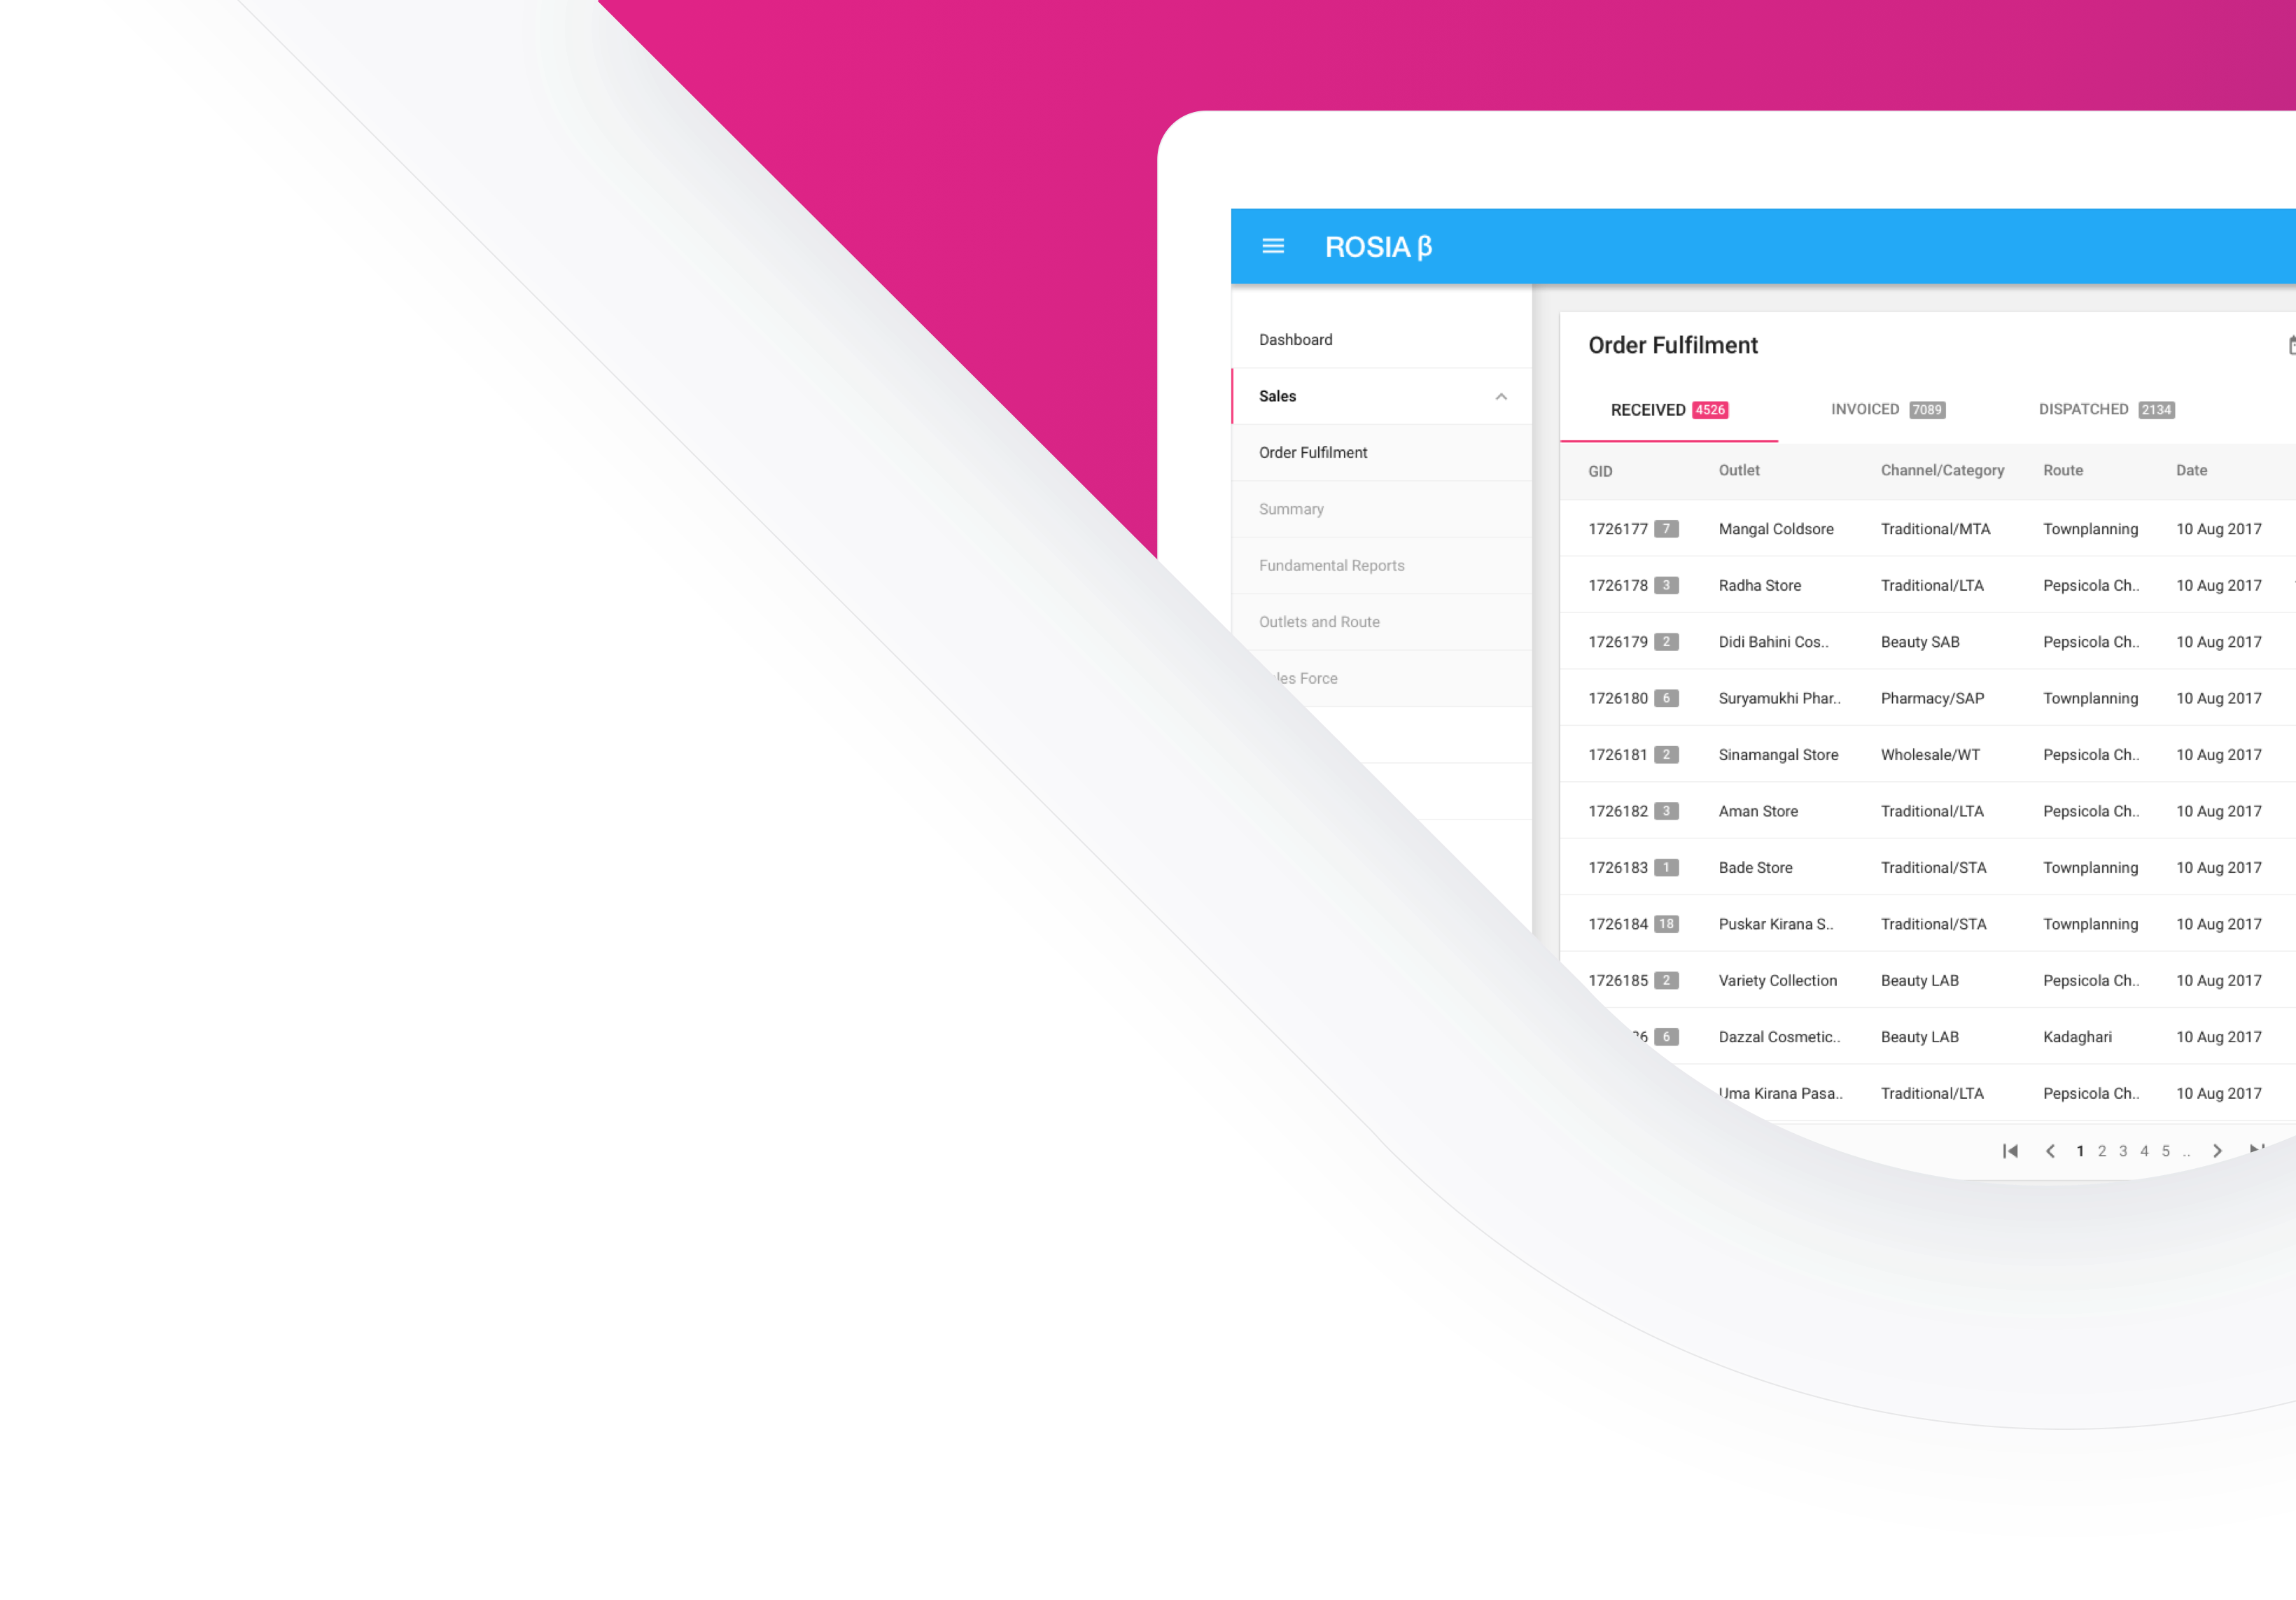 ROSIA β
Dashboard
Sales
Order Fulfilment
Summary
Fundamental Reports
Outlets and Route
Force
Order Fulfilment
RECEIVED 4526 INVOICED 7089 DISPATCHED 2134
GID Outlet Channel/Category Route Date
1726177 7 Mangal Coldsore Traditional/MTA Townplanning 10 Aug 2017
1726178 3 Radha Store Traditional/LTA Pepsicola Ch.. 10 Aug 2017
1726179 2 Didi Bahini Cos.. Beauty SAB Pepsicola Ch.. 10 Aug 2017
1726180 6 Suryamukhi Phar.. Pharmacy/SAP Townplanning 10 Aug 2017
1726181 2 Sinamangal Store Wholesale/WT Pepsicola Ch.. 10 Aug 2017
1726182 3 Aman Store Traditional/LTA Pepsicola Ch.. 10 Aug 2017
1726183 1 Bade Store Traditional/STA Townplanning 10 Aug 2017
1726184 18 Puskar Kirana S.. Traditional/STA Townplanning 10 Aug 2017
1726185 2 Variety Collection Beauty LAB Pepsicola Ch.. 10 Aug 2017
6 Dazzal Cosmetic.. Beauty LAB Kadaghari 10 Aug 2017
Uma Kirana Pasa.. Traditional/LTA Pepsicola Ch.. 10 Aug 2017
1 2 3 4 5 ..